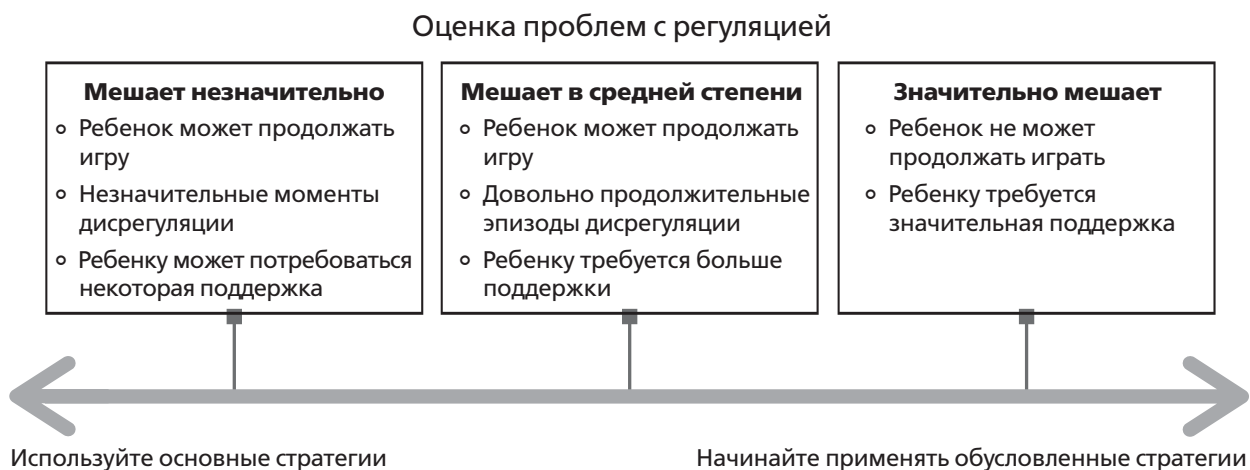 Оценка проблем с регуляцией
Мешает незначительно
Ребенок может продолжать
игру
Незначительные моменты
дисрегуляции
Ребенку может потребоваться
некоторая поддержка
Мешает в средней степени
Ребенок может продолжать
игру
Довольно продолжительные
эпизоды дисрегуляции
Ребенку требуется больше
поддержки
Значительно мешает
Ребенок не может
продолжать играть
Ребенку требуется
значительная поддержка
Используйте основные стратегии
Начинайте применять обусловленные стратегии